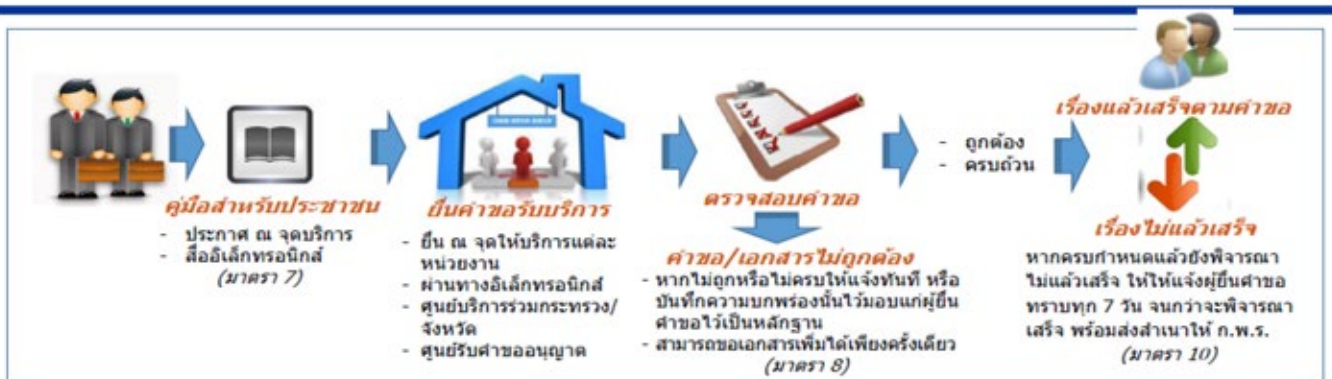 คู่มือสำหรับประชาชน
- ประกาศ ณ จุดบริการ
- สื่ออิเล็กทรอนิกส์
(มาตรา 7)
ยื่นคำขอรับบริการ
- ยื่น ณ จุดให้บริการแต่ละ
หน่วยงาน
- ผ่านทางอิเล็กทรอนิกส์
- ศูนย์บริการร่วมกระทรวง/
จังหวัด
- ศูนย์รับคำขออนุญาต
ตรวจสอบคำขอ
คำขอ/เอกสารไม่ถูกต้อง
- หากไม่ถูกหรือไม่ครบให้แจ้งทันที หรือ
บันทึกความบกพร่องนั้นไว้มอบแก่ผู้ยื่น
คำขอไว้เป็นหลักฐาน
- สามารถขอเอกสารเพิ่มได้เพียงครั้งเดียว
(มาตรา 8)
- ถูกต้อง
- ครบถ้วน
เรื่องแล้วเสร็จตามคำขอ
เรื่องไม่แล้วเสร็จ
หากครบกำหนดแล้วยังพิจารณา
ไม่แล้วเสร็จ ให้ให้แจ้งผู้ยื่นคำขอ
ทราบทุก 7 วัน จนกว่าจะพิจารณา
เสร็จ พร้อมส่งสำเนาให้ ก.พ.ร.
(มาตรา 10)